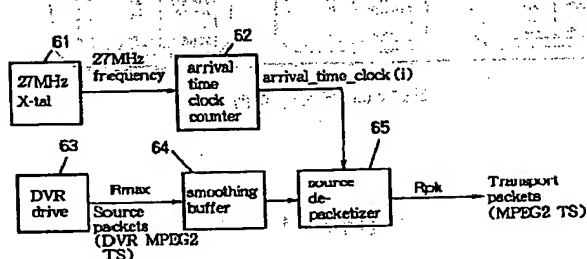 61
27MHz
X-tal
27MHz
frequency
62
arrival
time
clock
counter
arrival_time_clock (i)
63
DVR
drive
Rmax
Source
packets
(DVR MPEG2
TS)
64
smoothing
buffer
65
source
de-
packetizer
Rpk
Transport
packets
(MPEG2 TS)